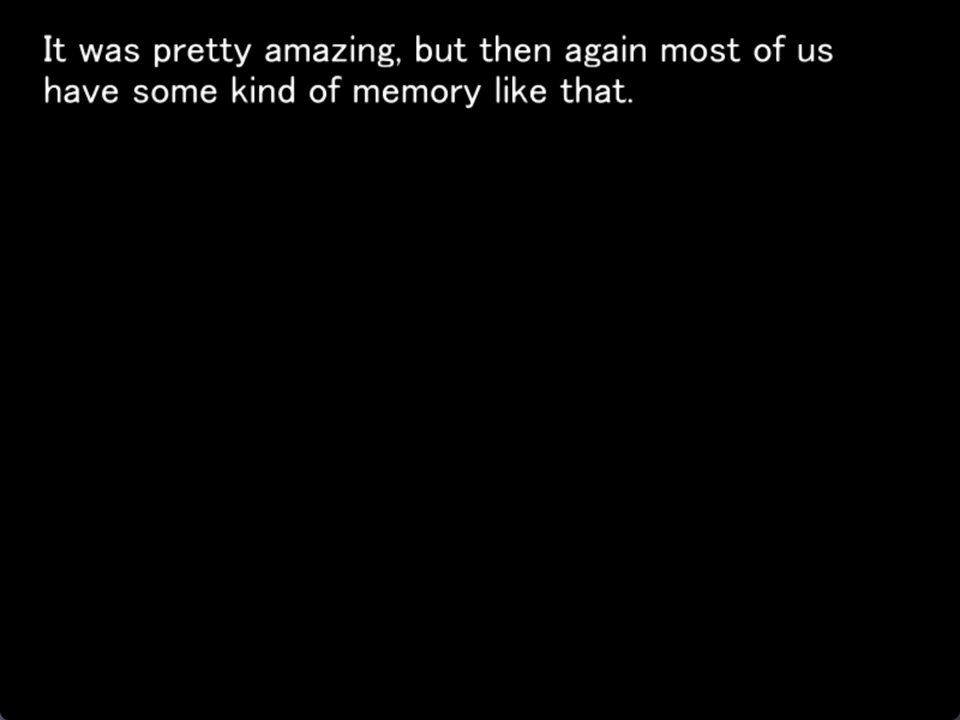 It was pretty amazing, but then again most of us
have some kind of memory like that.